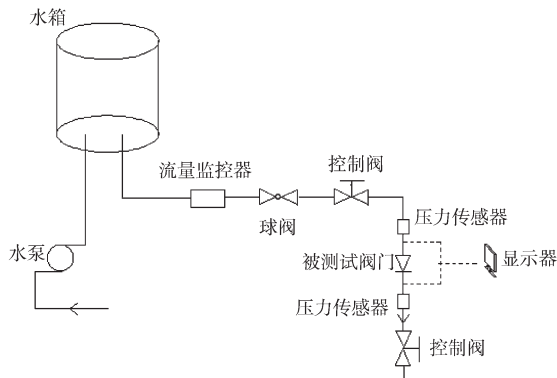 水箱
流量监控器
控制阀
球阀
压力传感器
水泵
被测试阀门
显示器
压力传感器
控制阀